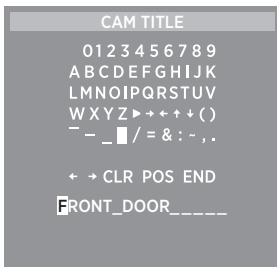 CAM TITLE
0123456789
ABCDEFGHIJK
LMNOIPQRSTUV
WXYZ►→←↑↓()
‾–_█/=&:~,.
← → CLR POS END
FRONT_DOOR_____